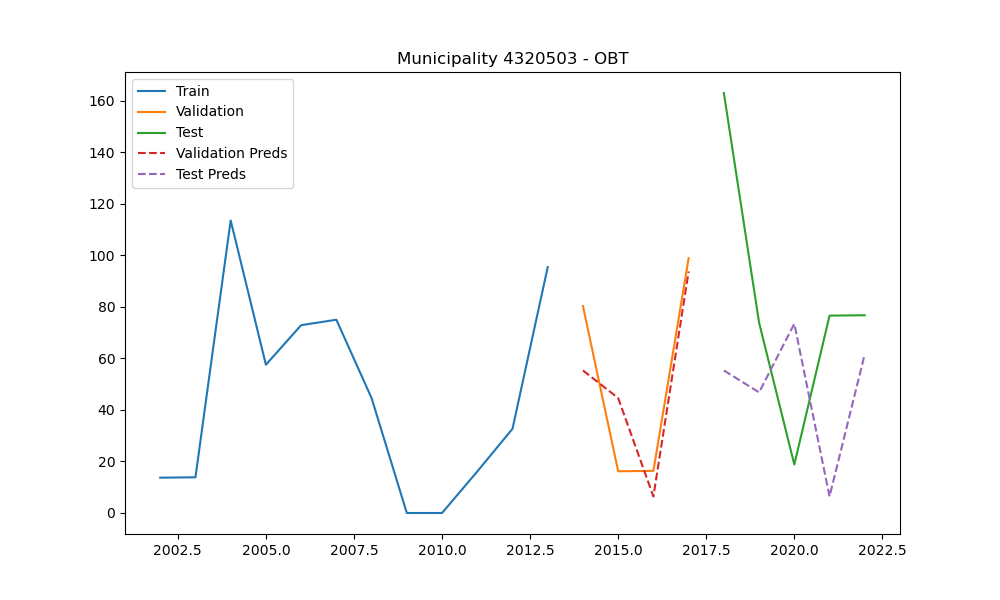 Municipality 4320503 - OBT
Train
Validation
Test
Validation Preds
Test Preds
160
140
120
100
80
60
40
20
0
2002.5 2005.0 2007.5 2010.0 2012.5 2015.0 2017.5 2020.0 2022.5